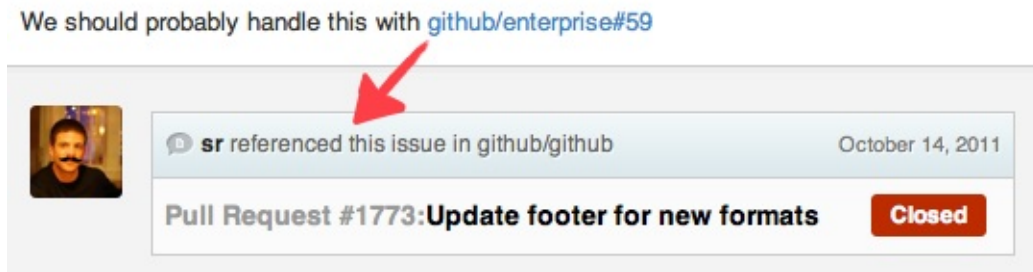 We should probably handle this with github/enterprise#59
sr referenced this issue in github/github October 14, 2011
Pull Request #1773:Update footer for new formats Closed